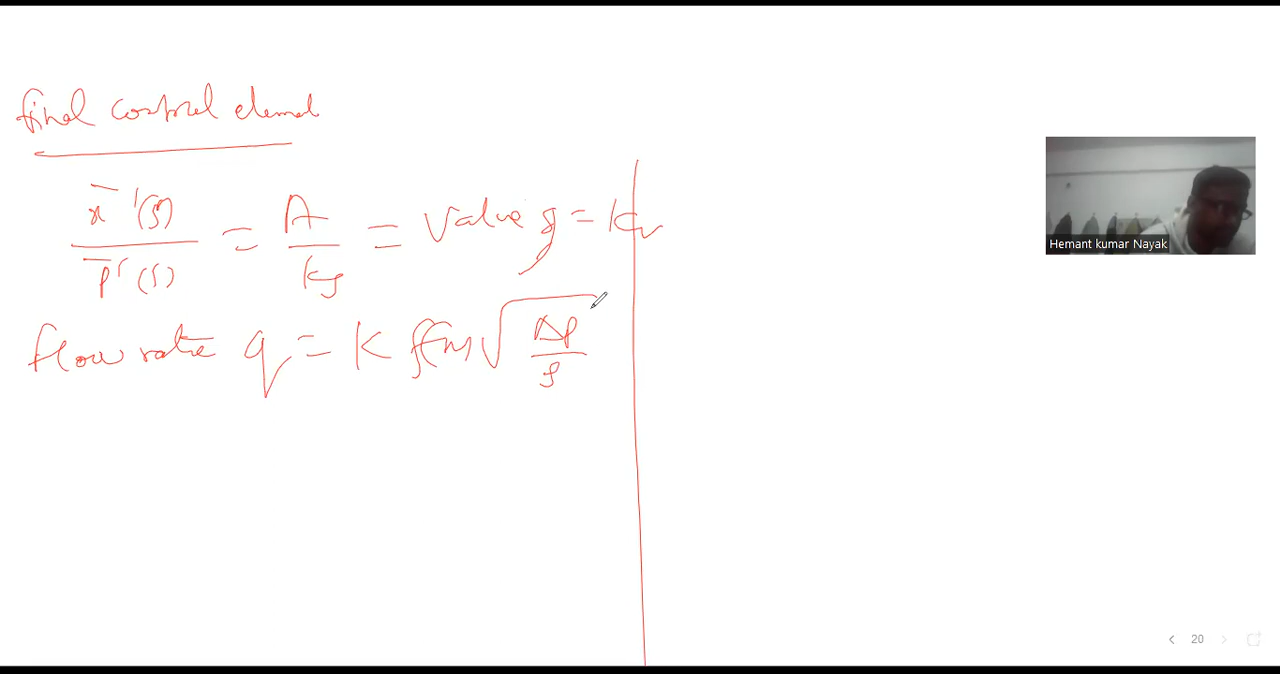 final control element
x̄'(s) / P̄'(s) = A / ks = Valve g = Kv
flow rate q = K f(x) √(ΔP / ρ)
Hemant kumar Nayak
20